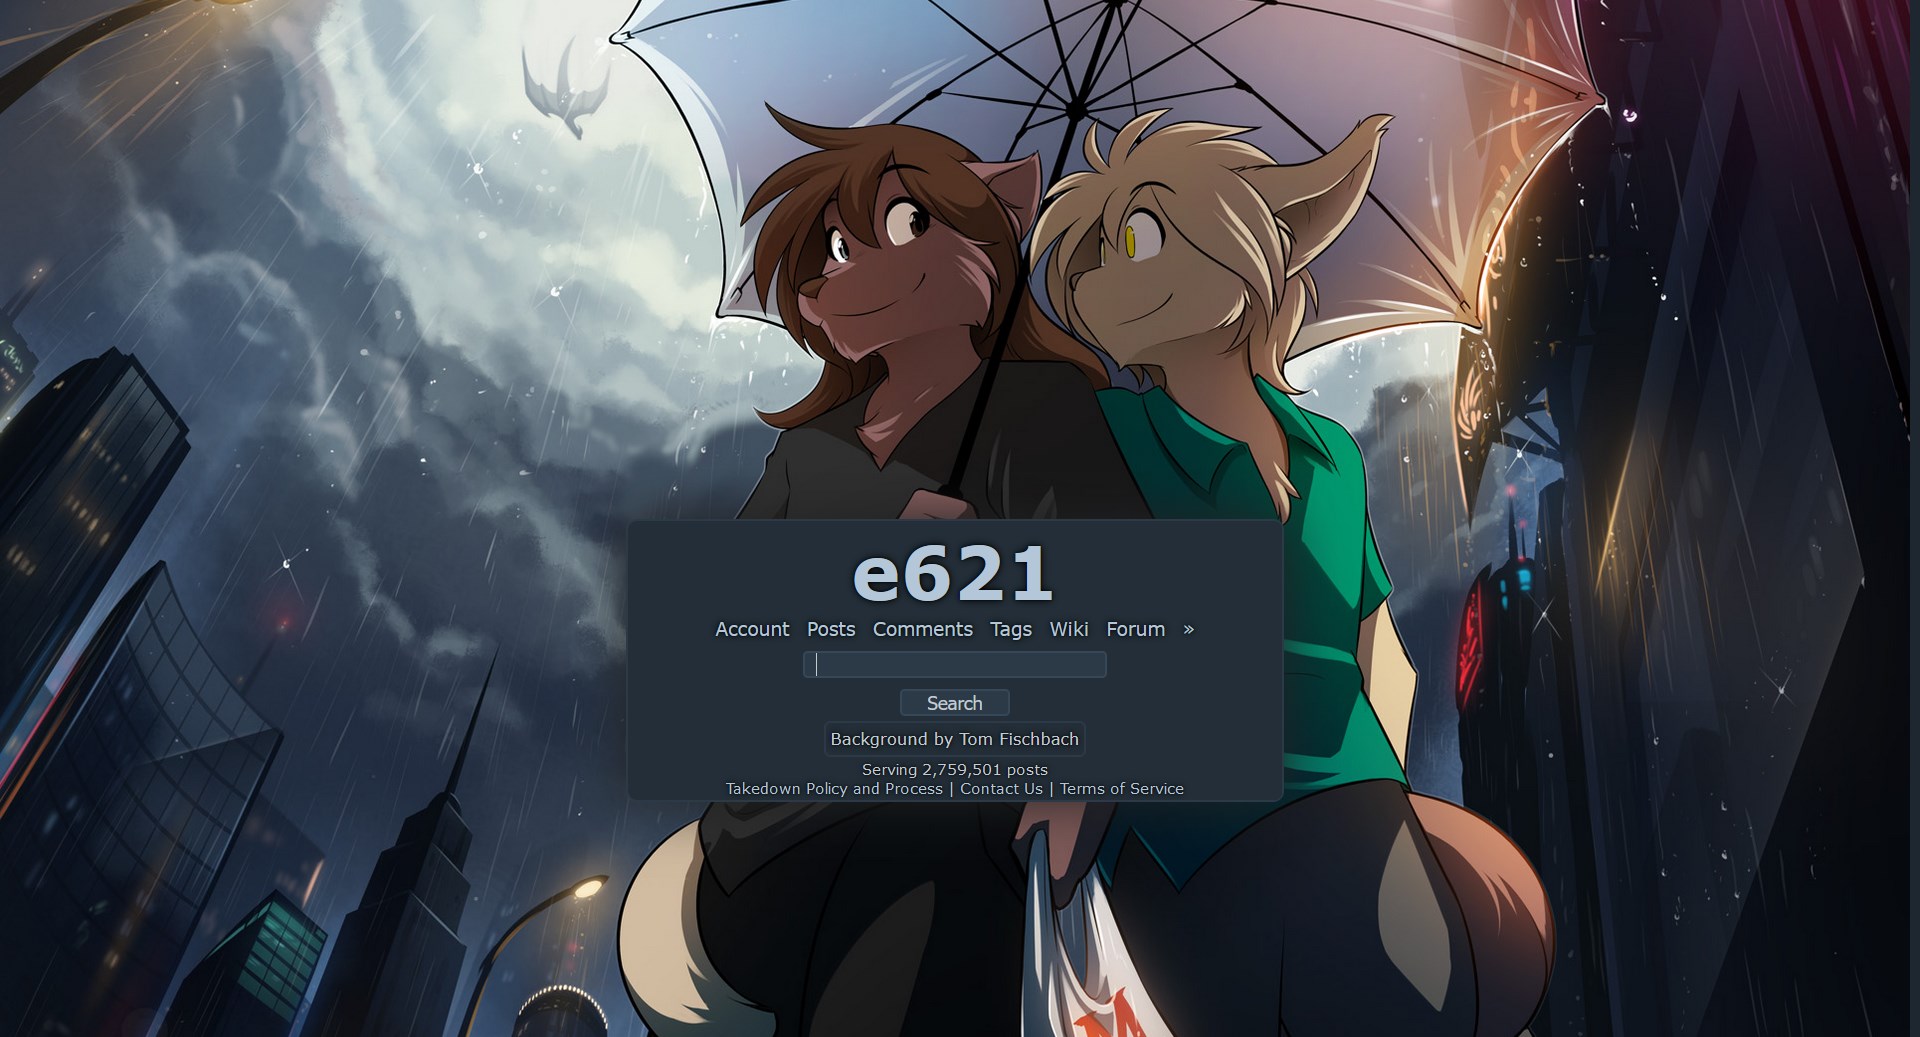 e621
Account Posts Comments Tags Wiki Forum »
Search
Background by Tom Fischbach
Serving 2,759,501 posts
Takedown Policy and Process | Contact Us | Terms of Service